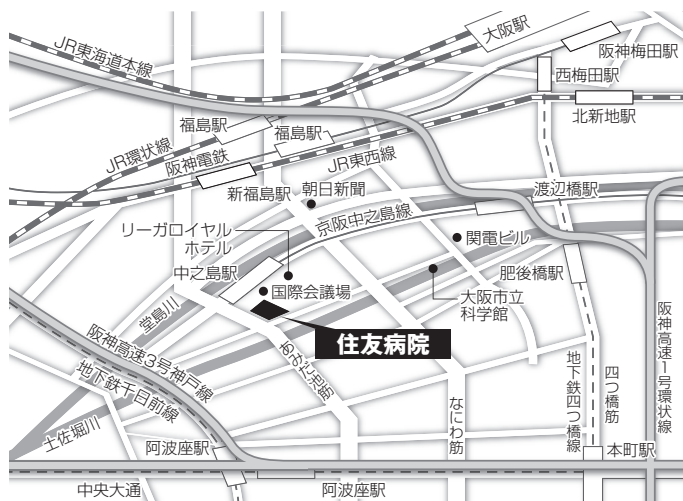 大阪駅
JR東海道本線
阪神梅田駅
西梅田駅
北新地駅
福島駅
福島駅
JR環状線
阪神電鉄
JR東西線
新福島駅
朝日新聞
渡辺橋駅
京阪中之島線
リーガロイヤル
ホテル
関電ビル
中之島駅
国際会議場
肥後橋駅
大阪市立
科学館
堂島川
住友病院
阪神高速3号神戸線
地下鉄千日前線
あみだ池筋
なにわ筋
地下鉄四つ橋線
四つ橋筋
阪神高速1号環状線
土佐堀川
阿波座駅
本町駅
中央大通
阿波座駅